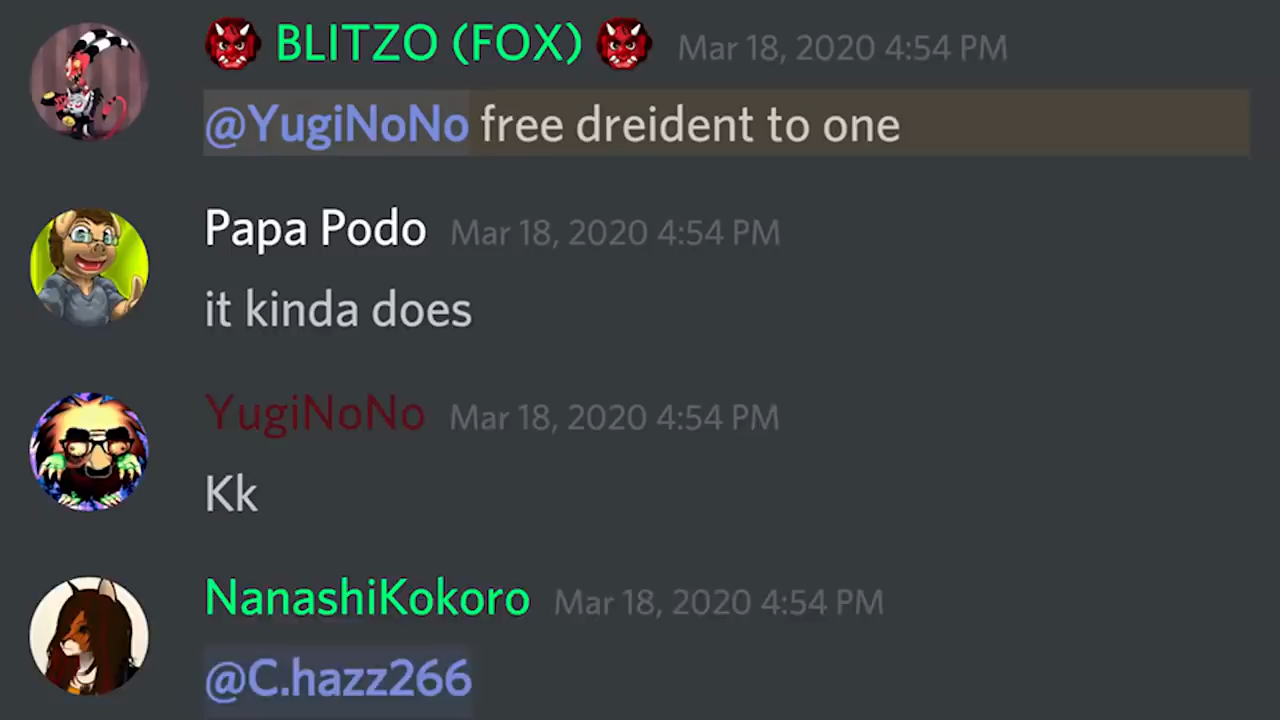 👹 BLITZO (FOX) 👹 Mar 18, 2020 4:54 PM
@YugiNoNo free dreident to one
Papa Podo Mar 18, 2020 4:54 PM
it kinda does
YugiNoNo Mar 18, 2020 4:54 PM
Kk
NanashiKokoro Mar 18, 2020 4:54 PM
@C.hazz266